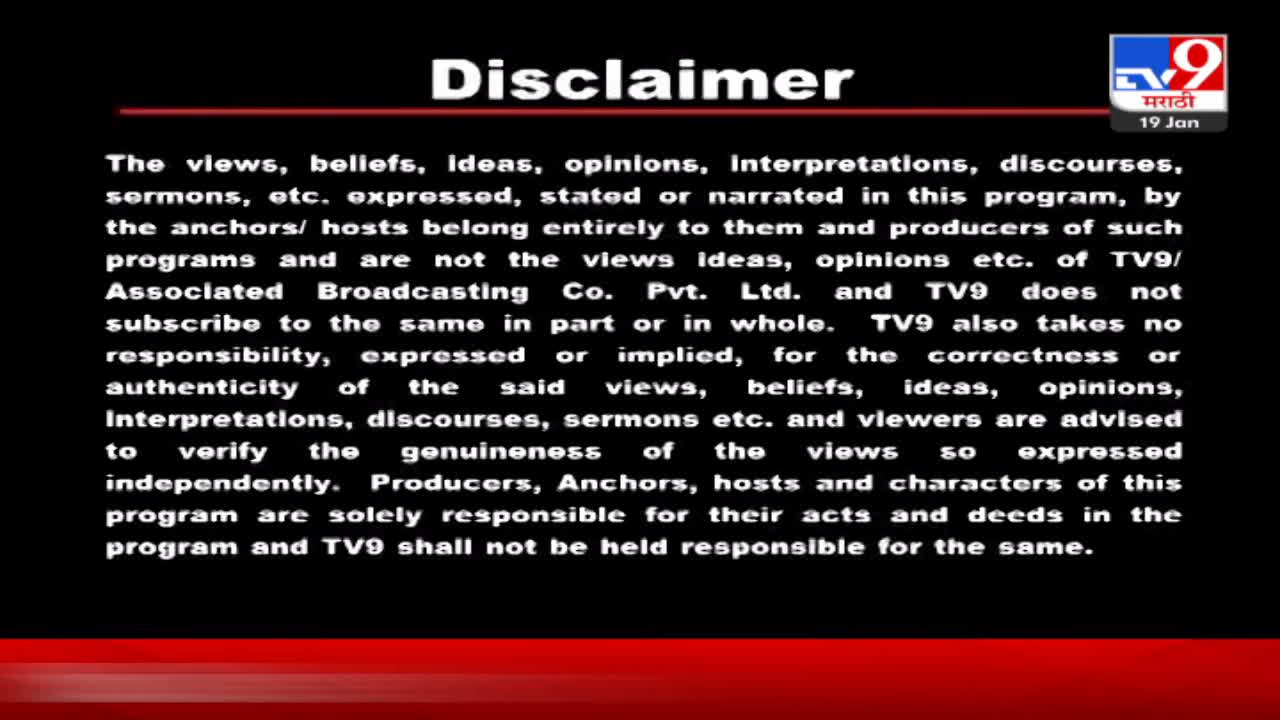 Disclaimer
TV9
मराठी
19 Jan
The views, beliefs, ideas, opinions, interpretations, discourses,
sermons, etc. expressed, stated or narrated in this program, by
the anchors/ hosts belong entirely to them and producers of such
programs and are not the views ideas, opinions etc. of TV9/
Associated Broadcasting Co. Pvt. Ltd. and TV9 does not
subscribe to the same in part or in whole. TV9 also takes no
responsibility, expressed or implied, for the correctness or
authenticity of the said views, beliefs, ideas, opinions,
interpretations, discourses, sermons etc. and viewers are advised
to verify the genuineness of the views so expressed
independently. Producers, Anchors, hosts and characters of this
program are solely responsible for their acts and deeds in the
program and TV9 shall not be held responsible for the same.